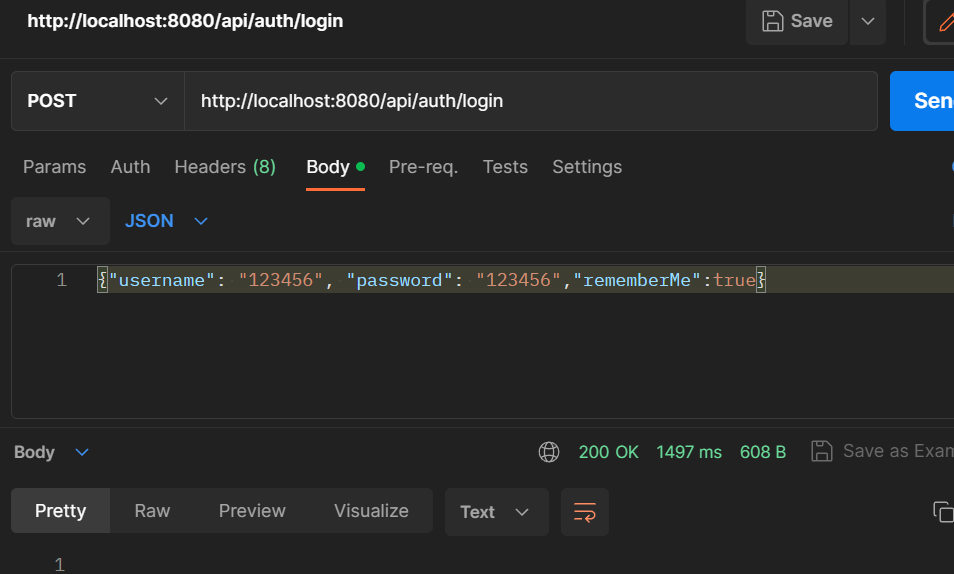 http://localhost:8080/api/auth/login Save
POST http://localhost:8080/api/auth/login Sen
Params Auth Headers (8) Body Pre-req. Tests Settings
raw JSON
1 {"username": "123456", "password": "123456","rememberMe":true}
Body 200 OK 1497 ms 608 B Save as Exam
Pretty Raw Preview Visualize Text
1